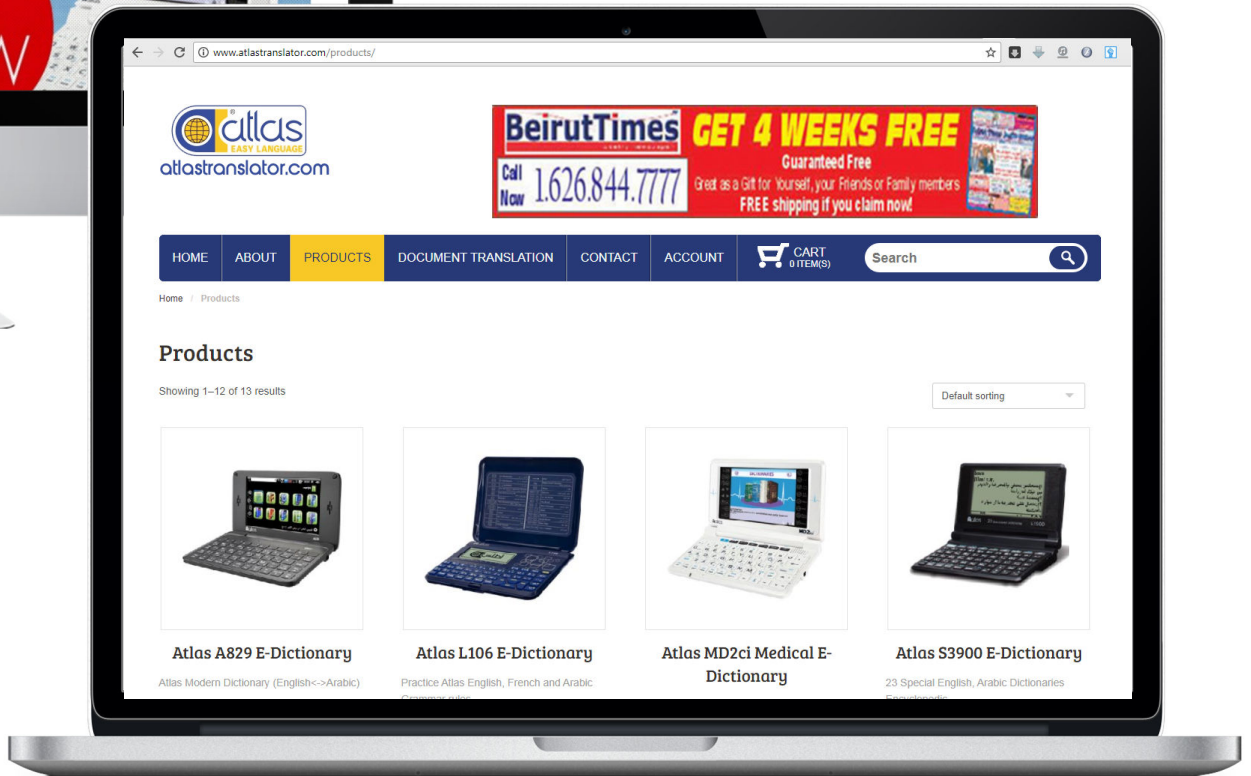 www.atlastranslator.com/products/
atlas
EASY LANGUAGE
atlastranslator.com
BeirutTimes
Call
Now
1.626.844.7777
GET 4 WEEKS FREE
Guaranteed Free
Great as a Gift for Yourself, your Friends or Family members
FREE shipping if you claim now!
HOME
ABOUT
PRODUCTS
DOCUMENT TRANSLATION
CONTACT
ACCOUNT
CART
0 ITEM(S)
Search
Home / Products
Products
Showing 1–12 of 13 results
Default sorting
Atlas A829 E-Dictionary
Atlas Modern Dictionary (English<->Arabic)
Atlas L106 E-Dictionary
Practice Atlas English, French and Arabic
Grammar rules
Atlas MD2ci Medical E-
Dictionary
Atlas S3900 E-Dictionary
23 Special English, Arabic Dictionaries
Encyclopedic